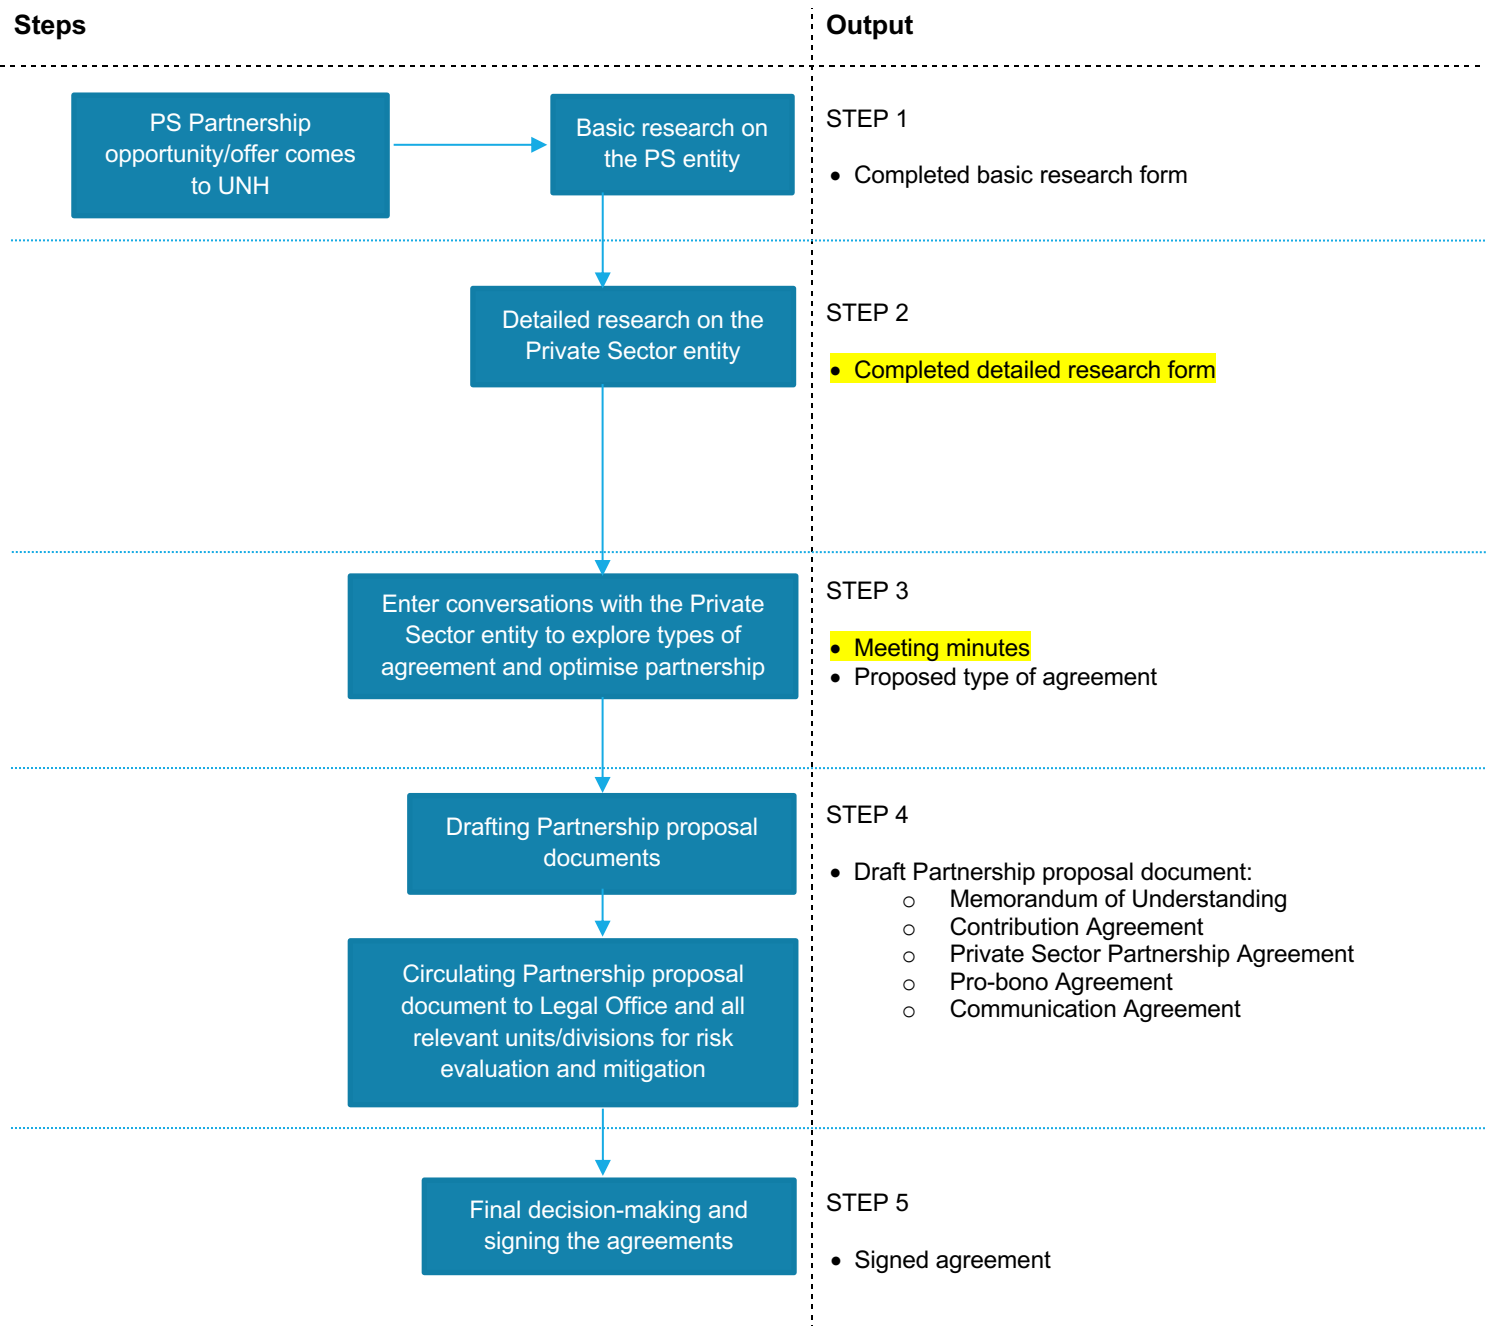 Steps
Output
PS Partnership
opportunity/offer comes
to UNH
Basic research on
the PS entity
STEP 1
• Completed basic research form
Detailed research on the
Private Sector entity
STEP 2
• Completed detailed research form
Enter conversations with the Private
Sector entity to explore types of
agreement and optimise partnership
STEP 3
• Meeting minutes
• Proposed type of agreement
Drafting Partnership proposal
documents
Circulating Partnership proposal
document to Legal Office and all
relevant units/divisions for risk
evaluation and mitigation
STEP 4
• Draft Partnership proposal document:
o Memorandum of Understanding
o Contribution Agreement
o Private Sector Partnership Agreement
o Pro-bono Agreement
o Communication Agreement
Final decision-making and
signing the agreements
STEP 5
• Signed agreement